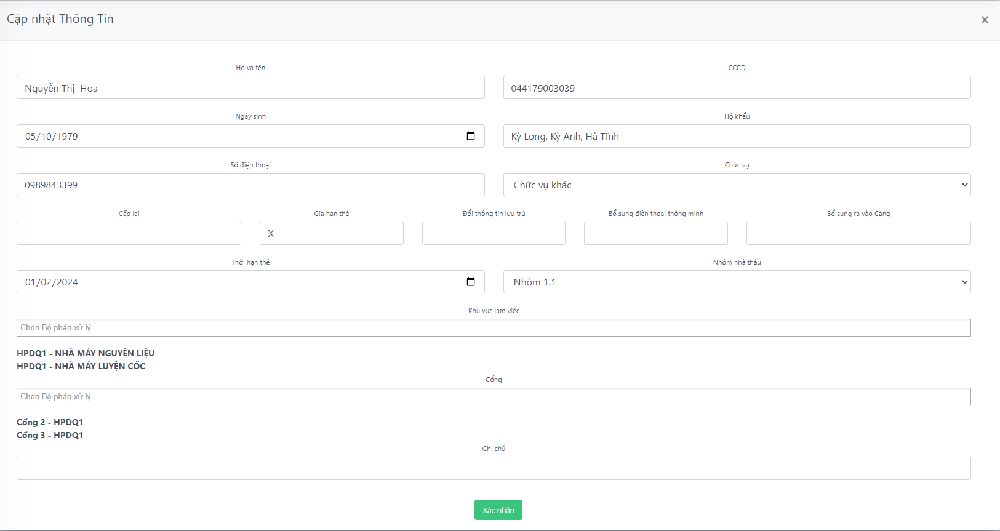 Cập nhật Thông Tin
×
Họ và tên
CCCD
Nguyễn Thị  Hoa
044179003039
Ngày sinh
Hộ khẩu
05/10/1979
Kỳ Long, Kỳ Anh, Hà Tĩnh
Số điện thoại
Chức vụ
0989843399
Chức vụ khác
Cấp lại
Gia hạn thẻ
Đổi thông tin lưu trú
Bổ sung điện thoai thông minh
Bổ sung ra vào Cảng
X
Thời hạn thẻ
Nhóm nhà thầu
01/02/2024
Nhóm 1.1
Khu vực làm việc
Chọn Bộ phận xử lý
HPDQ1 - NHÀ MÁY NGUYÊN LIỆU
HPDQ1 - NHÀ MÁY LUYỆN CỐC
Cổng
Chọn Bộ phận xử lý
Cổng 2 - HPDQ1
Cổng 3 - HPDQ1
Ghi chú
Xác nhận